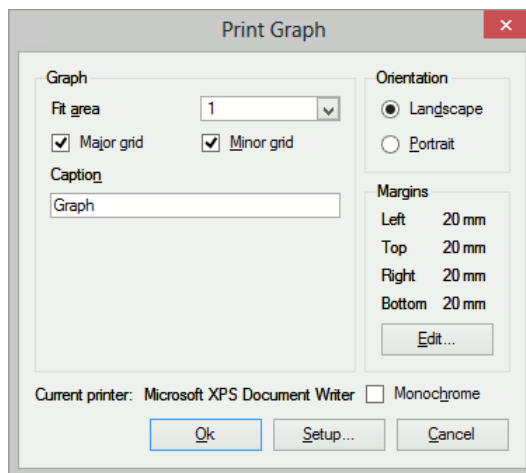 Print Graph
Graph
Fit area
1
Major grid
Minor grid
Caption
Graph
Orientation
Landscape
Portrait
Margins
Left 20 mm
Top 20 mm
Right 20 mm
Bottom 20 mm
Edit...
Current printer: Microsoft XPS Document Writer
Monochrome
Ok
Setup...
Cancel